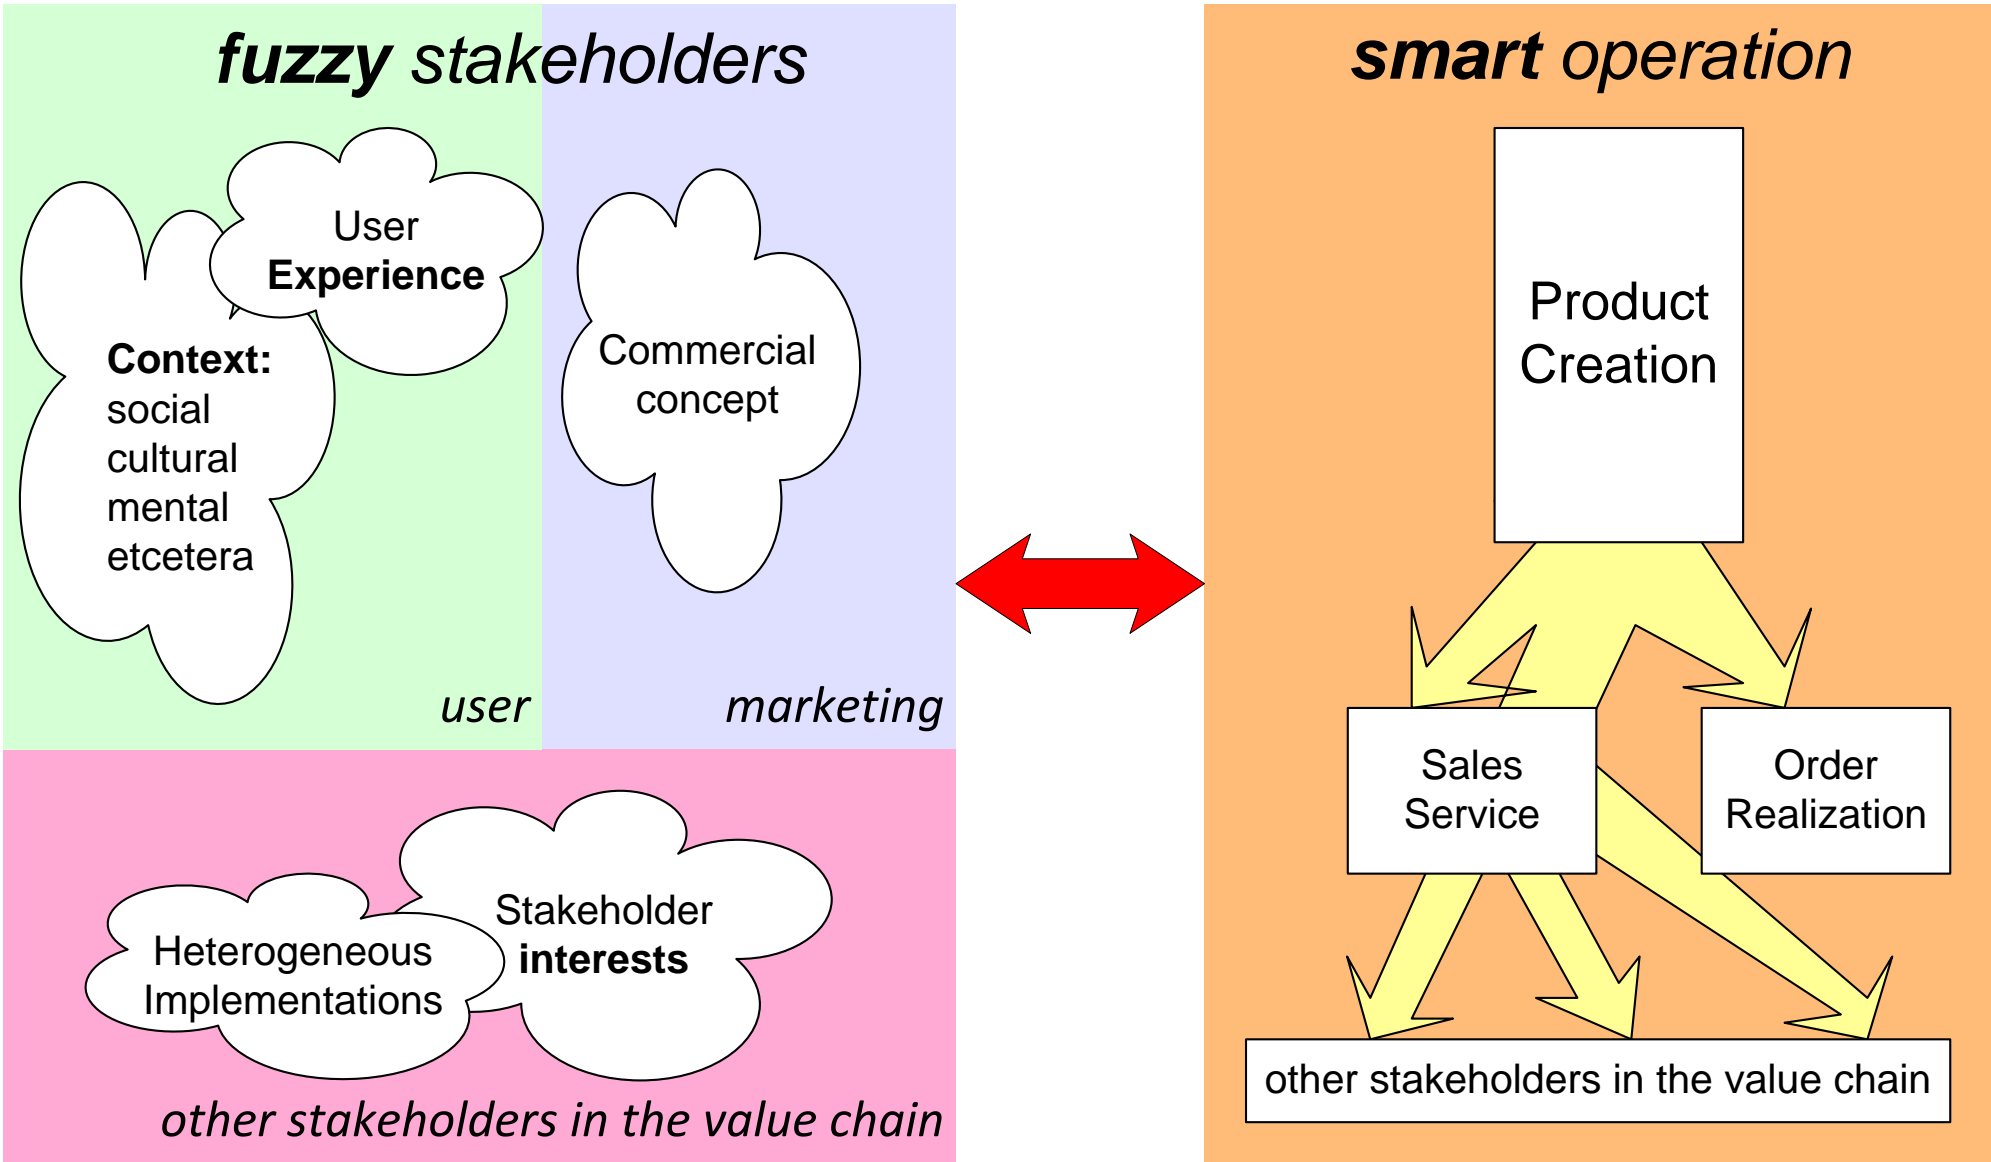 fuzzy stakeholders
User
Experience
Context:
social
cultural
mental
etcetera
Commercial
concept
user
marketing
Stakeholder
interests
Heterogeneous
Implementations
other stakeholders in the value chain
smart operation
Product
Creation
Sales
Service
Order
Realization
other stakeholders in the value chain